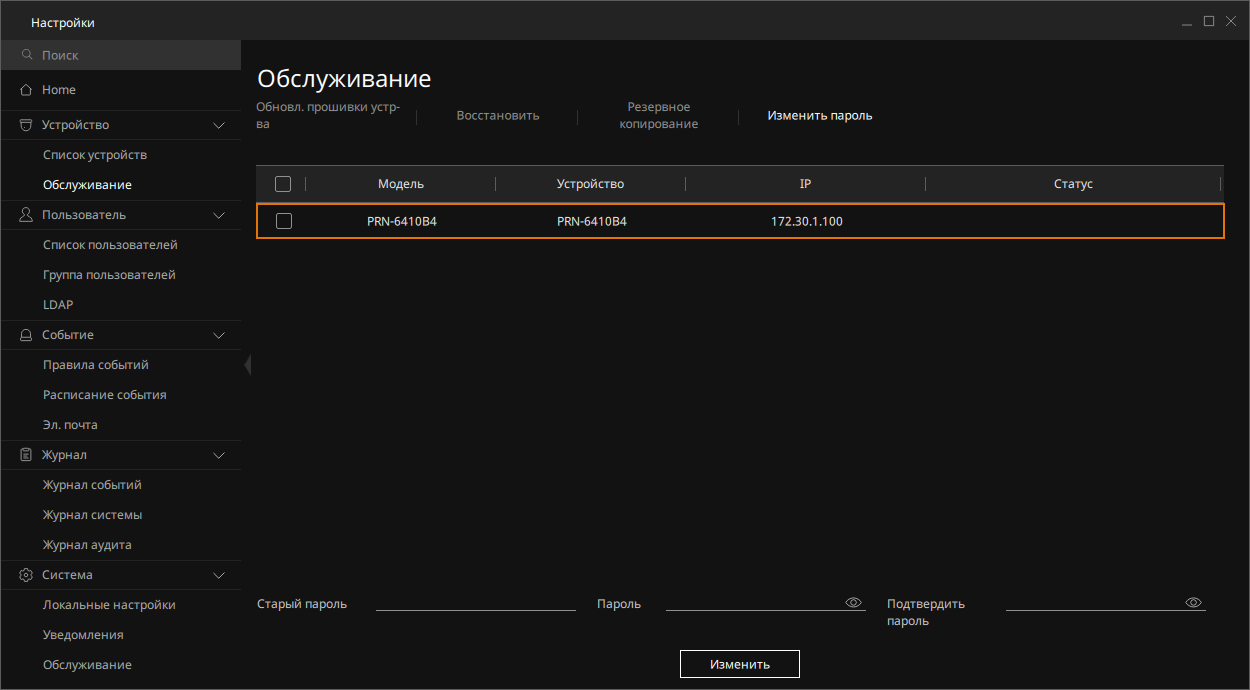 Настройки
Поиск
Home
Устройство
Список устройств
Обслуживание
Пользователь
Список пользователей
Группа пользователей
LDAP
Событие
Правила событий
Расписание события
Эл. почта
Журнал
Журнал событий
Журнал системы
Журнал аудита
Система
Локальные настройки
Уведомления
Обслуживание
Обслуживание
Обновл. прошивки устр-
ва
Восстановить
Резервное
копирование
Изменить пароль
Модель Устройство IP Статус
PRN-6410B4 PRN-6410B4 172.30.1.100
Старый пароль
Пароль
Подтвердить
пароль
Изменить